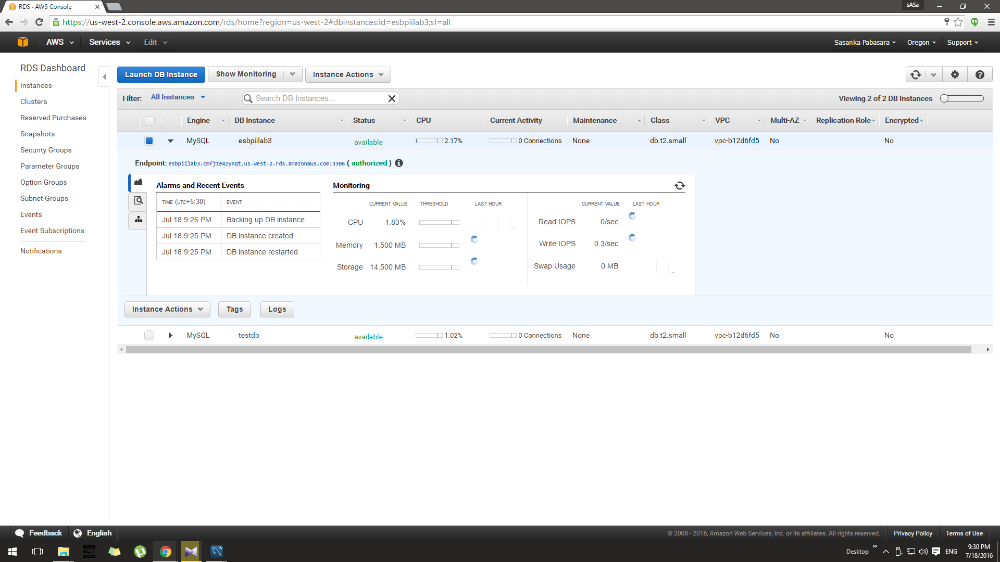 RDS · AWS Console
sASa
https://us-west-2.console.aws.amazon.com/rds/home?region=us-west-2#dbinstances:id=esbpiilab3;sf=all
AWS Services Edit Sasanka Pabasara Oregon Support
RDS Dashboard
Instances
Clusters
Reserved Purchases
Snapshots
Security Groups
Parameter Groups
Option Groups
Subnet Groups
Events
Event Subscriptions
Notifications
Launch DB Instance Show Monitoring Instance Actions
Filter: All Instances Search DB Instances... Viewing 2 of 2 DB Instances
Engine DB Instance Status CPU Current Activity Maintenance Class VPC Multi-AZ Replication Role Encrypted
MySQL esbpiilab3 available 2.17% 0 Connections None db.t2.small vpc-b12d6fd5 No No
Endpoint: esbpiilab3.cmfjze42ynqt.us-west-2.rds.amazonaws.com:3306 ( authorized )
Alarms and Recent Events
TIME (UTC+5:30) EVENT
Jul 18 9:26 PM Backing up DB instance
Jul 18 9:25 PM DB instance created
Jul 18 9:25 PM DB instance restarted
Monitoring
CURRENT VALUE THRESHOLD LAST HOUR
CPU 1.83%
Memory 1,500 MB
Storage 14,500 MB
CURRENT VALUE LAST HOUR
Read IOPS 0/sec
Write IOPS 0.3/sec
Swap Usage 0 MB
Instance Actions Tags Logs
MySQL testdb available 1.02% 0 Connections None db.t2.small vpc-b12d6fd5 No No
Feedback English © 2008 - 2016, Amazon Web Services, Inc. or its affiliates. All rights reserved. Privacy Policy Terms of Use
Desktop ENG 9:30 PM
7/18/2016